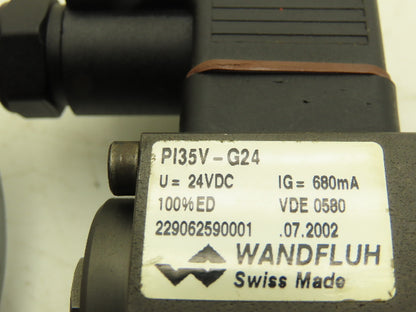 PI35V-G24
U= 24VDC IG= 680mA
100%ED VDE 0580
229062590001 .07.2002
WANDFLUH
Swiss Made